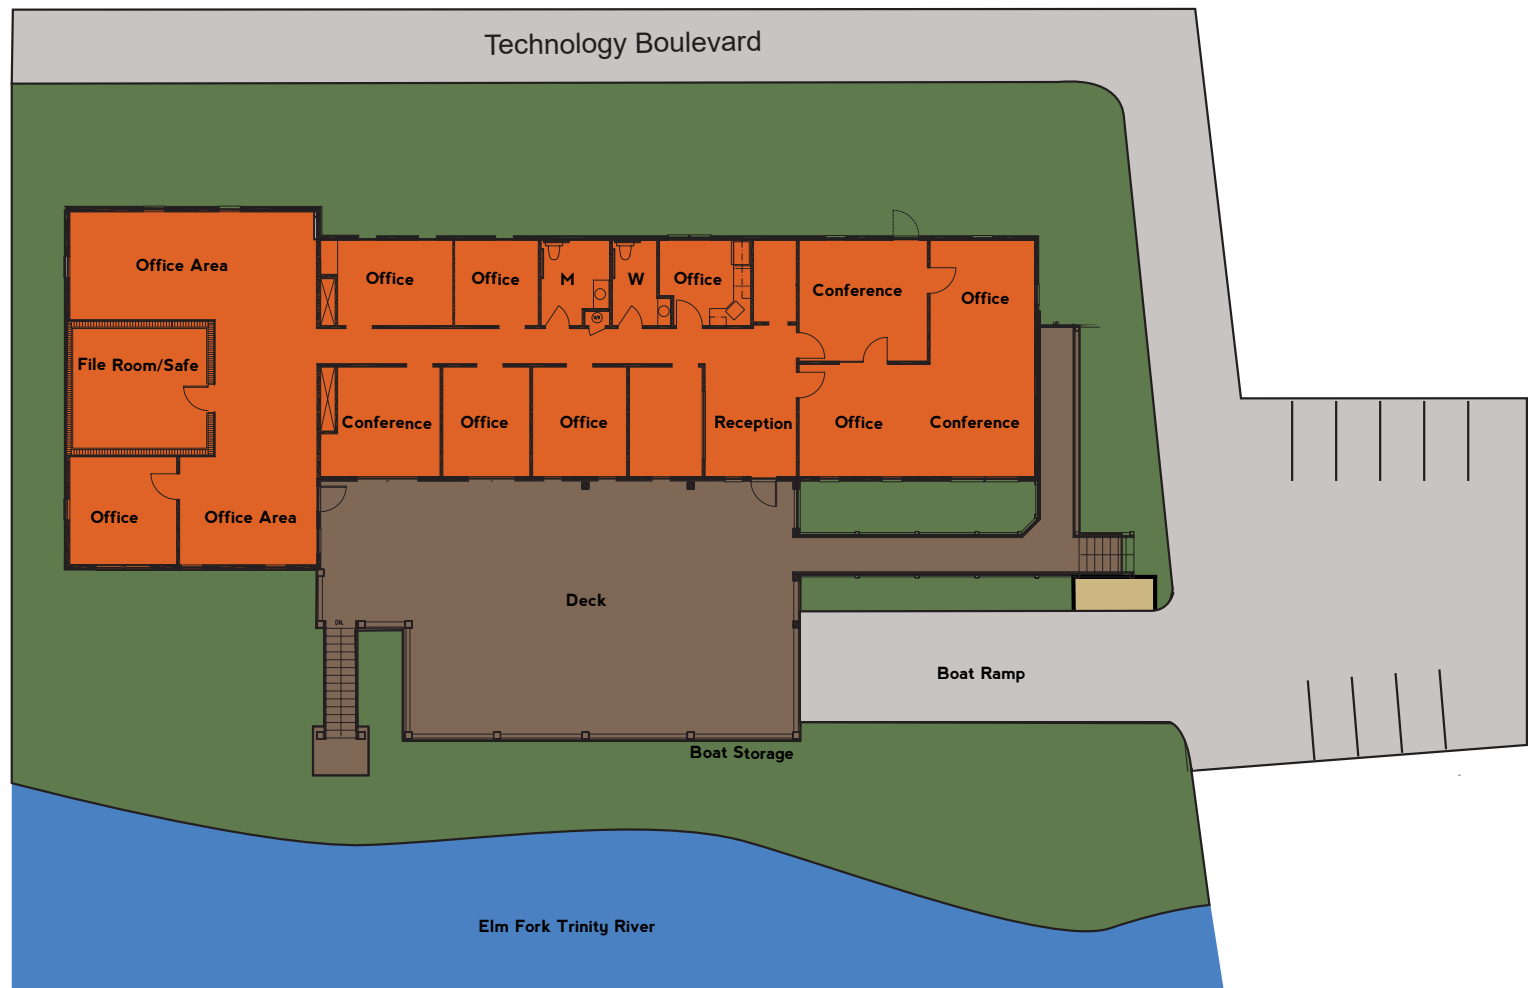 Technology Boulevard
Office Area
Office
Office
M
W
Office
Conference
Office
File Room/Safe
Conference
Office
Office
Reception
Office
Conference
Office
Office Area
Deck
DN.
Boat Ramp
Boat Storage
Elm Fork Trinity River